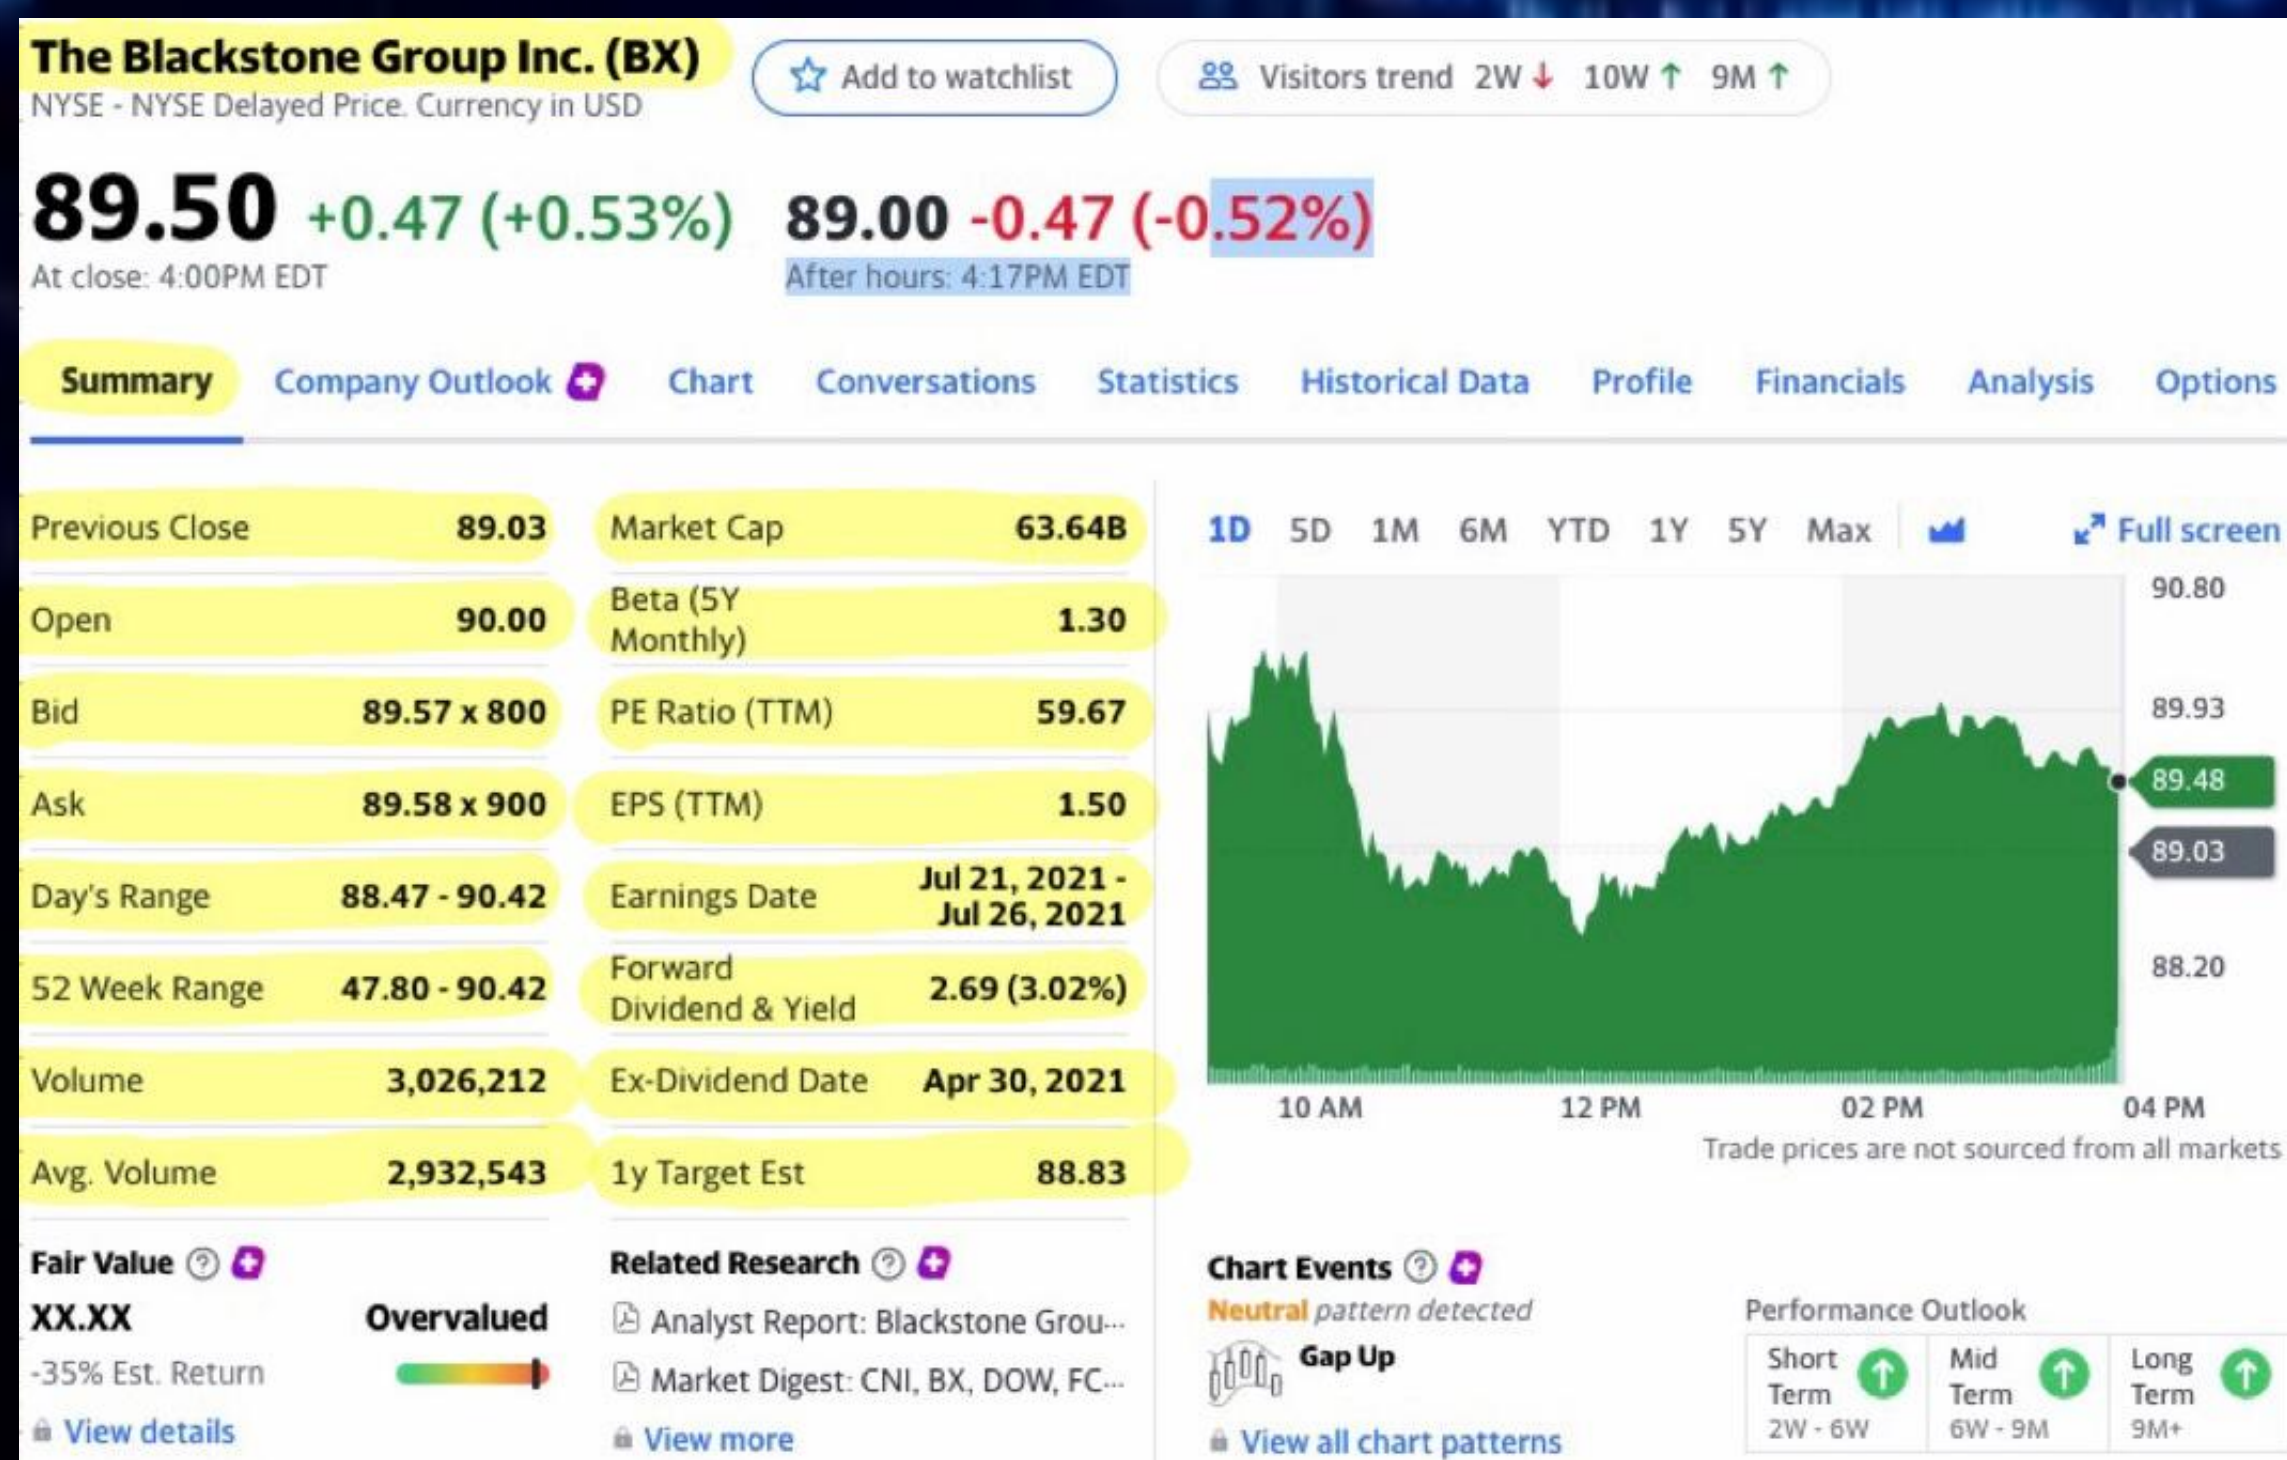 The Blackstone Group Inc. (BX)
NYSE - NYSE Delayed Price. Currency in USD
Add to watchlist
Visitors trend 2W↓ 10W↑ 9M↑
89.50 +0.47 (+0.53%)
At close: 4:00PM EDT
89.00 -0.47 (-0.52%)
After hours: 4:17PM EDT
Summary Company Outlook Chart Conversations Statistics Historical Data Profile Financials Analysis Options
Previous Close 89.03
Open 90.00
Bid 89.57 x 800
Ask 89.58 x 900
Day's Range 88.47 - 90.42
52 Week Range 47.80 - 90.42
Volume 3,026,212
Avg. Volume 2,932,543
Market Cap 63.64B
Beta (5Y
Monthly) 1.30
PE Ratio (TTM) 59.67
EPS (TTM) 1.50
Earnings Date Jul 21, 2021 -
Jul 26, 2021
Forward
Dividend & Yield 2.69 (3.02%)
Ex-Dividend Date Apr 30, 2021
1y Target Est 88.83
1D 5D 1M 6M YTD 1Y 5Y Max Full screen
90.80
89.93
89.48
89.03
88.20
10 AM 12 PM 02 PM 04 PM
Trade prices are not sourced from all markets
Fair Value
XX.XX Overvalued
-35% Est. Return
View details
Related Research
Analyst Report: Blackstone Grou...
Market Digest: CNI, BX, DOW, FC...
View more
Chart Events
Neutral pattern detected
Gap Up
View all chart patterns
Performance Outlook
Short
Term
2W - 6W
Mid
Term
6W - 9M
Long
Term
9M+